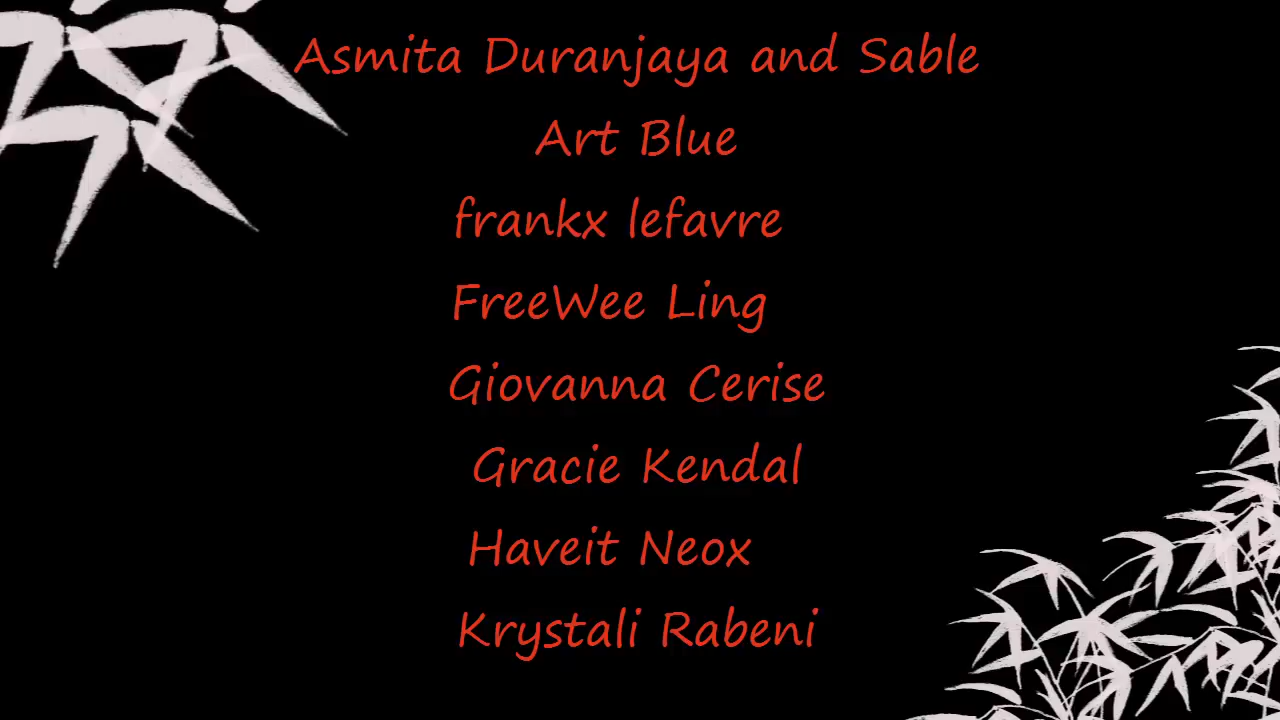 Asmita Duranjaya and Sable
Art Blue
frankx lefavre
FreeWee Ling
Giovanna Cerise
Gracie Kendal
Haveit Neox
Krystali Rabeni